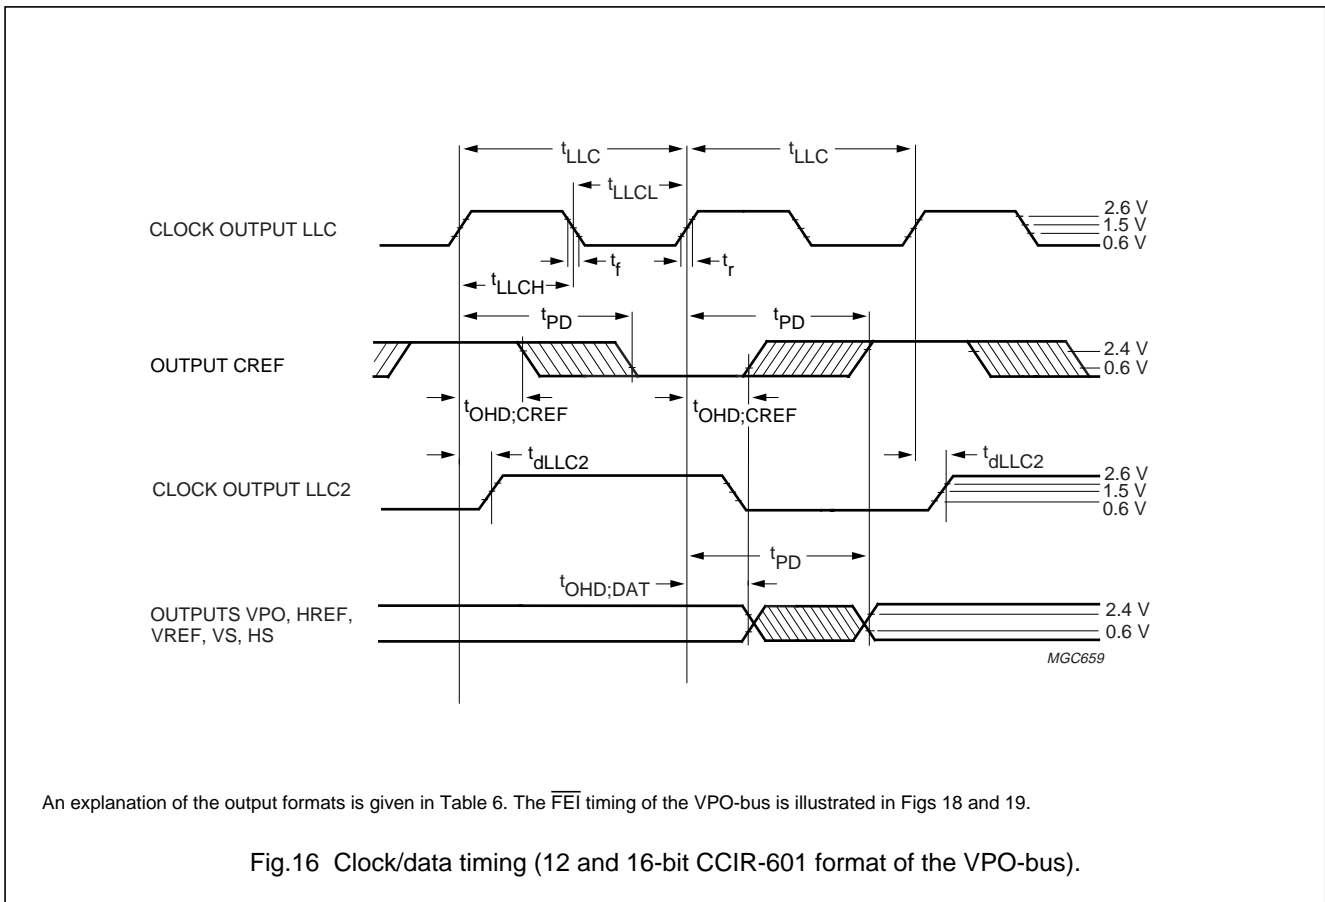 tLLC tLLC
tLLCL
CLOCK OUTPUT LLC
2.6 V
1.5 V
0.6 V
tf tr
tLLCH
tPD tPD
OUTPUT CREF
2.4 V
0.6 V
tOHD;CREF tOHD;CREF
tdLLC2 tdLLC2
CLOCK OUTPUT LLC2
2.6 V
1.5 V
0.6 V
tPD
tOHD;DAT
OUTPUTS VPO, HREF,
VREF, VS, HS
2.4 V
0.6 V
MGC659
An explanation of the output formats is given in Table 6. The FEI timing of the VPO-bus is illustrated in Figs 18 and 19.
Fig.16 Clock/data timing (12 and 16-bit CCIR-601 format of the VPO-bus).